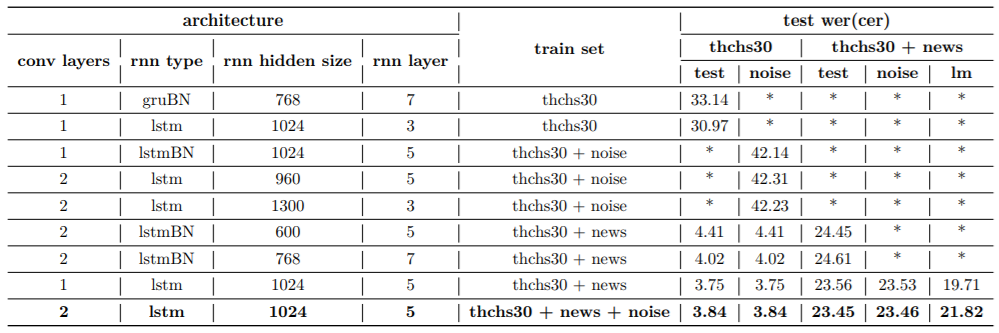 architecture train set test wer(cer)
conv layers rnn type rnn hidden size rnn layer thchs30 thchs30 + news
test noise test noise lm
1 gruBN 768 7 thchs30 33.14 * * * *
1 lstm 1024 3 thchs30 30.97 * * * *
1 lstmBN 1024 5 thchs30 + noise * 42.14 * * *
2 lstm 960 5 thchs30 + noise * 42.31 * * *
2 lstm 1300 3 thchs30 + noise * 42.23 * * *
2 lstmBN 600 5 thchs30 + news 4.41 4.41 24.45 * *
2 lstmBN 768 7 thchs30 + news 4.02 4.02 24.61 * *
1 lstm 1024 5 thchs30 + news 3.75 3.75 23.56 23.53 19.71
2 lstm 1024 5 thchs30 + news + noise 3.84 3.84 23.45 23.46 21.82